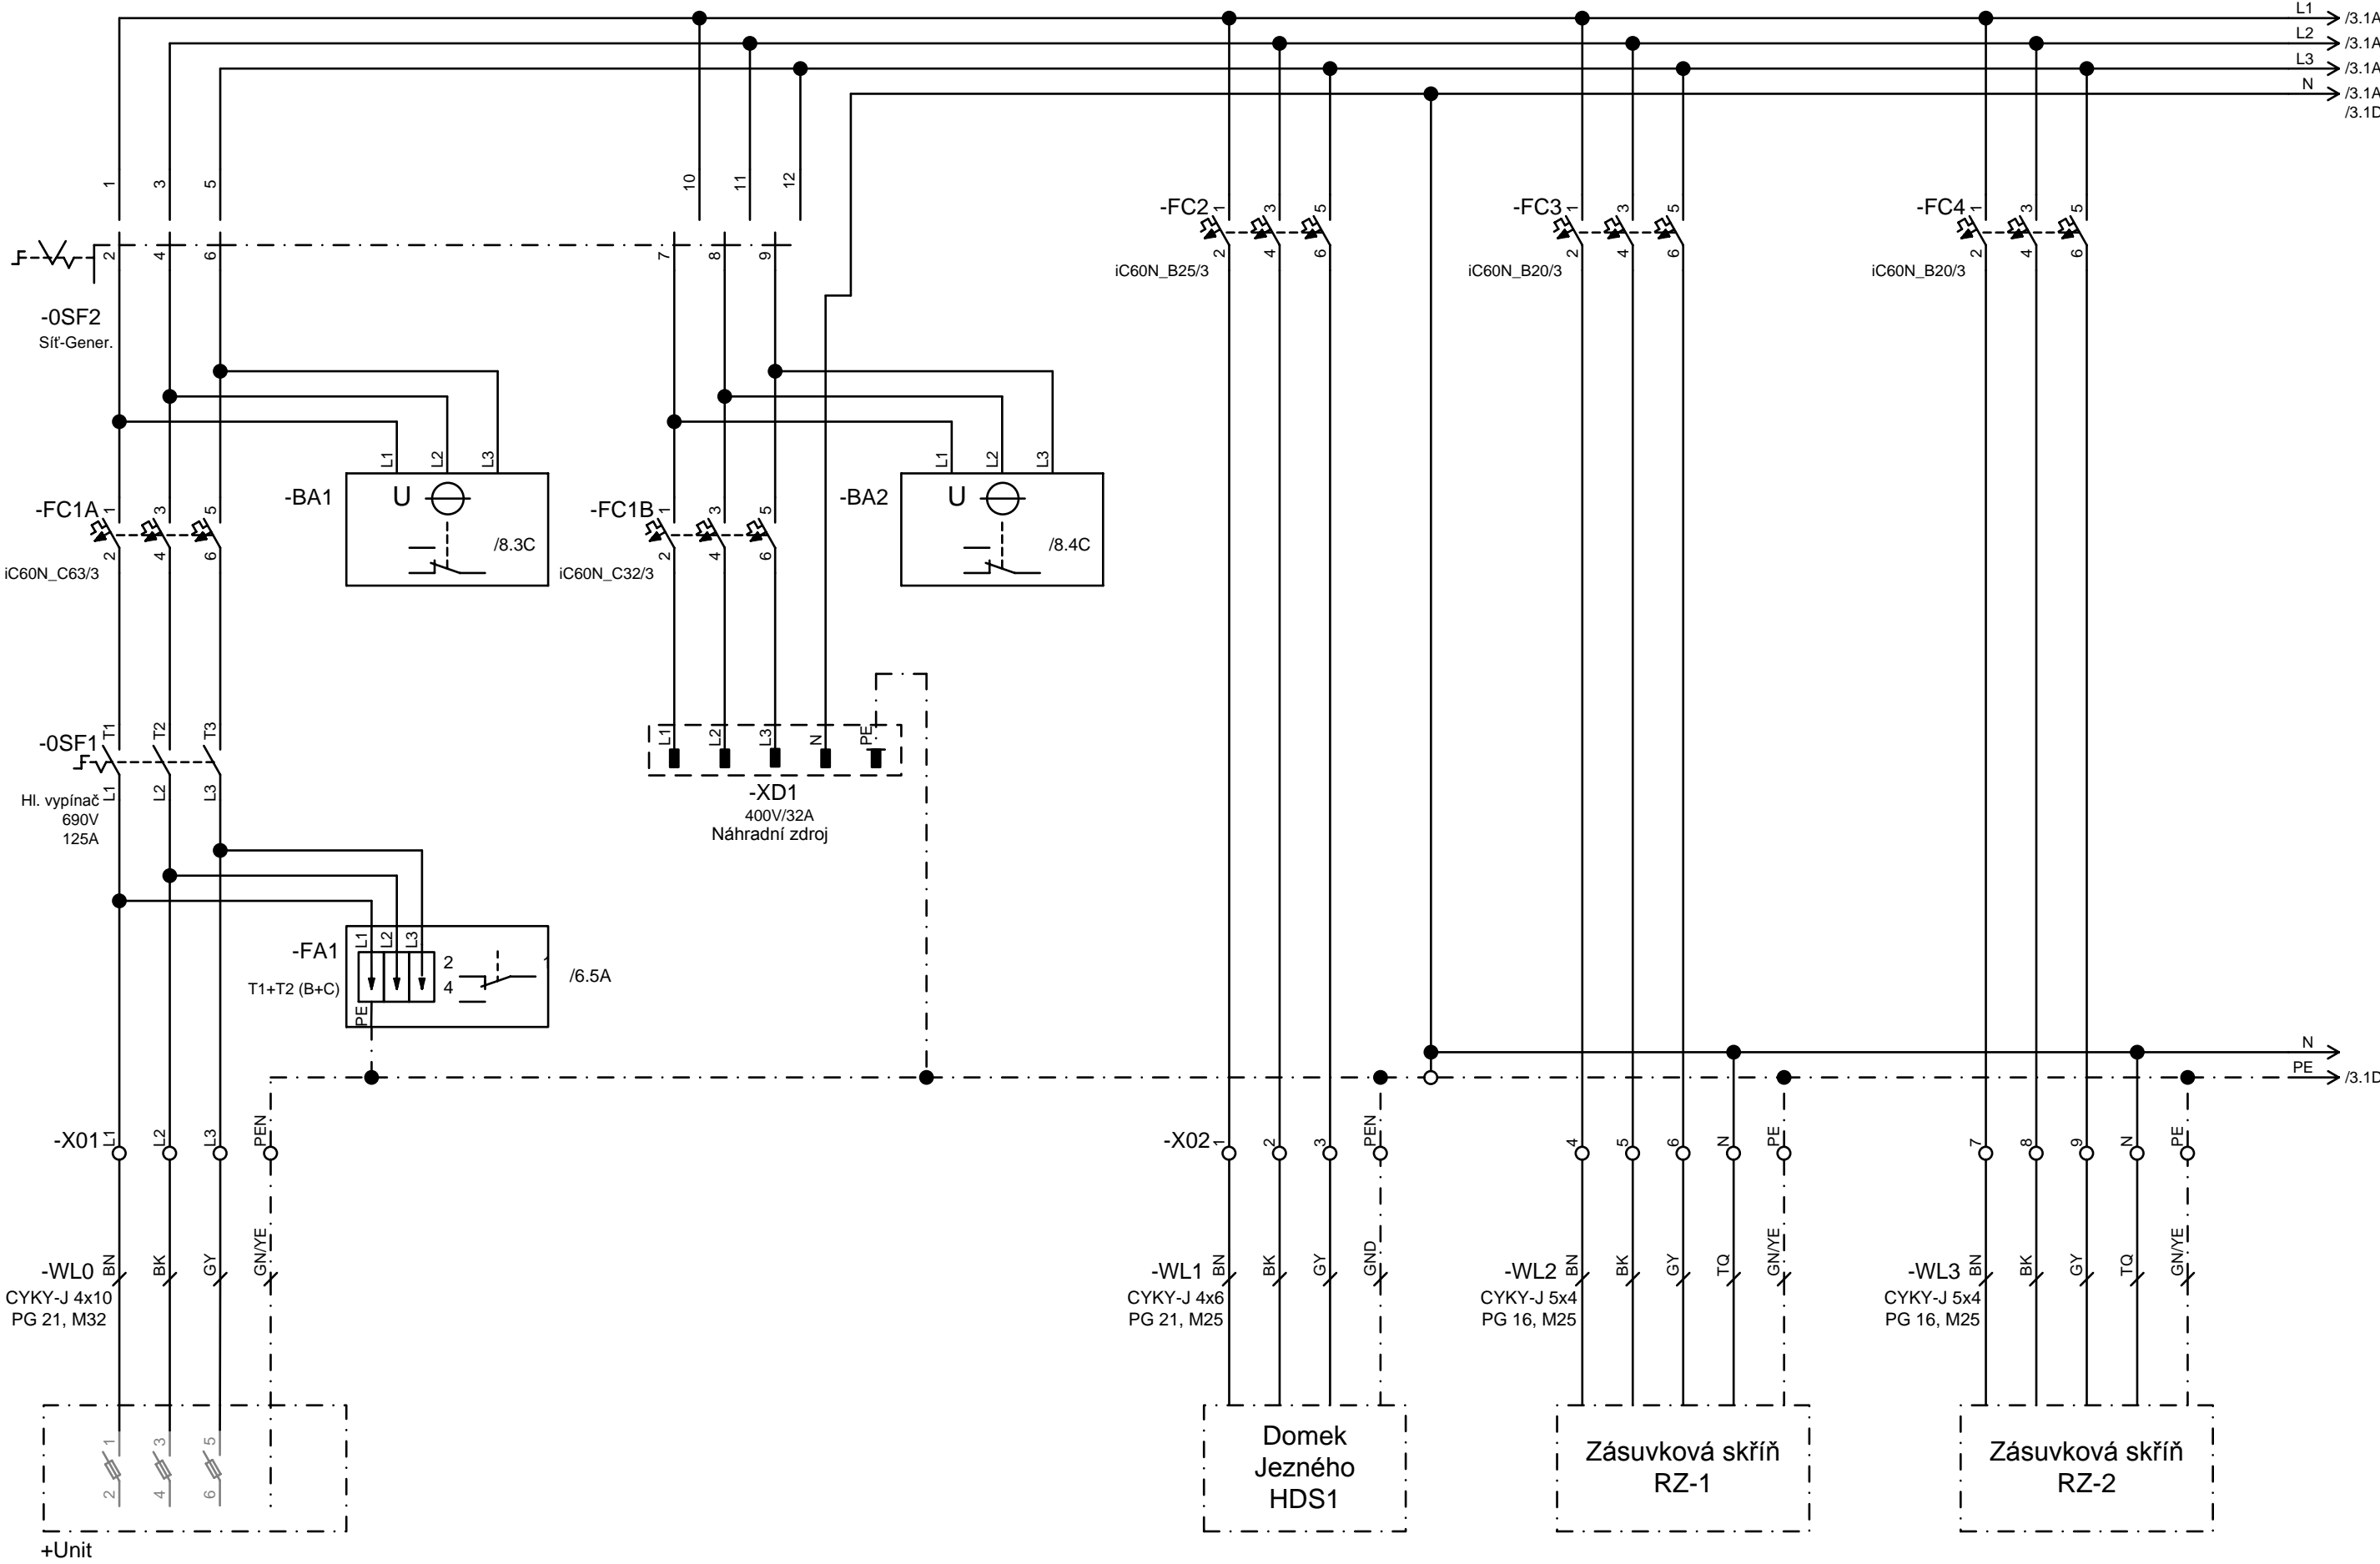 L1 /3.1A
L2 /3.1A
L3 /3.1A
N /3.1A
/3.1D
1 3 5
10 11 12
-0SF2
Síť-Gener.
2 4 6
7 8 9
-FC2
1 3 5
2 4 6
iC60N_B25/3
-FC3
1 3 5
2 4 6
iC60N_B20/3
-FC4
1 3 5
2 4 6
iC60N_B20/3
-FC1A
1 3 5
2 4 6
iC60N_C63/3
-BA1
L1 L2 L3
U
/8.3C
-FC1B
1 3 5
2 4 6
iC60N_C32/3
-BA2
L1 L2 L3
U
/8.4C
-0SF1
T1 T2 T3
L1 L2 L3
Hl. vypínač
690V
125A
L1 L2 L3 N PE
-XD1
400V/32A
Náhradní zdroj
-FA1
T1+T2 (B+C)
L1 L2 L3
PE
2 1
4
/6.5A
N
PE /3.1D
-X01
L1 L2 L3 PEN
-X02
1 2 3 PEN
4 5 6 N PE
7 8 9 N PE
-WL0
BN BK GY GN/YE
CYKY-J 4x10
PG 21, M32
-WL1
BN BK GY GND
CYKY-J 4x6
PG 21, M25
-WL2
BN BK GY TQ GN/YE
CYKY-J 5x4
PG 16, M25
-WL3
BN BK GY TQ GN/YE
CYKY-J 5x4
PG 16, M25
1 3 5
2 4 6
+Unit
Domek
Jezného
HDS1
Zásuvková skříň
RZ-1
Zásuvková skříň
RZ-2